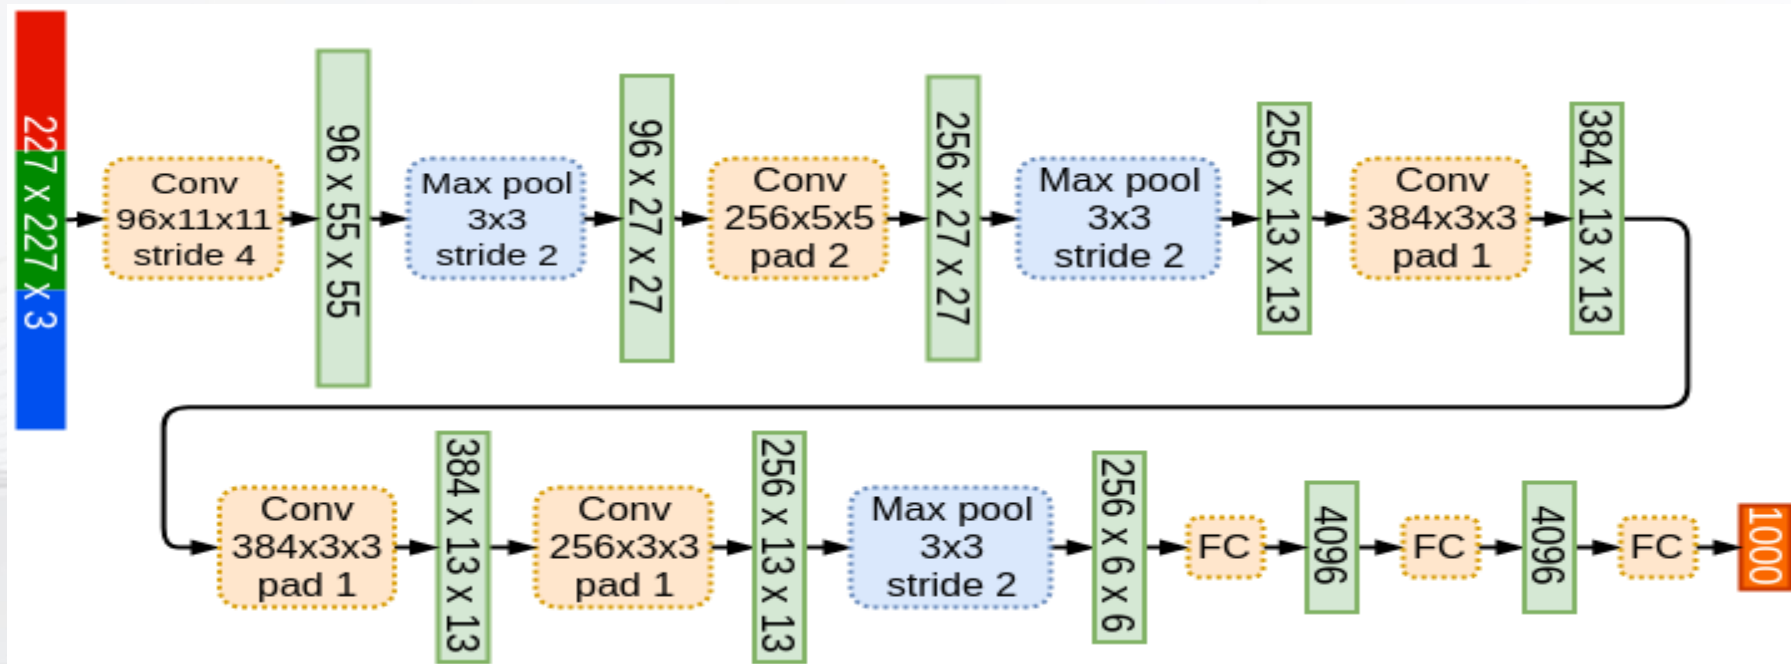 227 x 227 x 3
Conv
96x11x11
stride 4
96 x 55 x 55
Max pool
3x3
stride 2
96 x 27 x 27
Conv
256x5x5
pad 2
256 x 27 x 27
Max pool
3x3
stride 2
256 x 13 x 13
Conv
384x3x3
pad 1
384 x 13 x 13
Conv
384x3x3
pad 1
384 x 13 x 13
Conv
256x3x3
pad 1
256 x 13 x 13
Max pool
3x3
stride 2
256 x 6 x 6
FC
4096
FC
4096
FC
1000